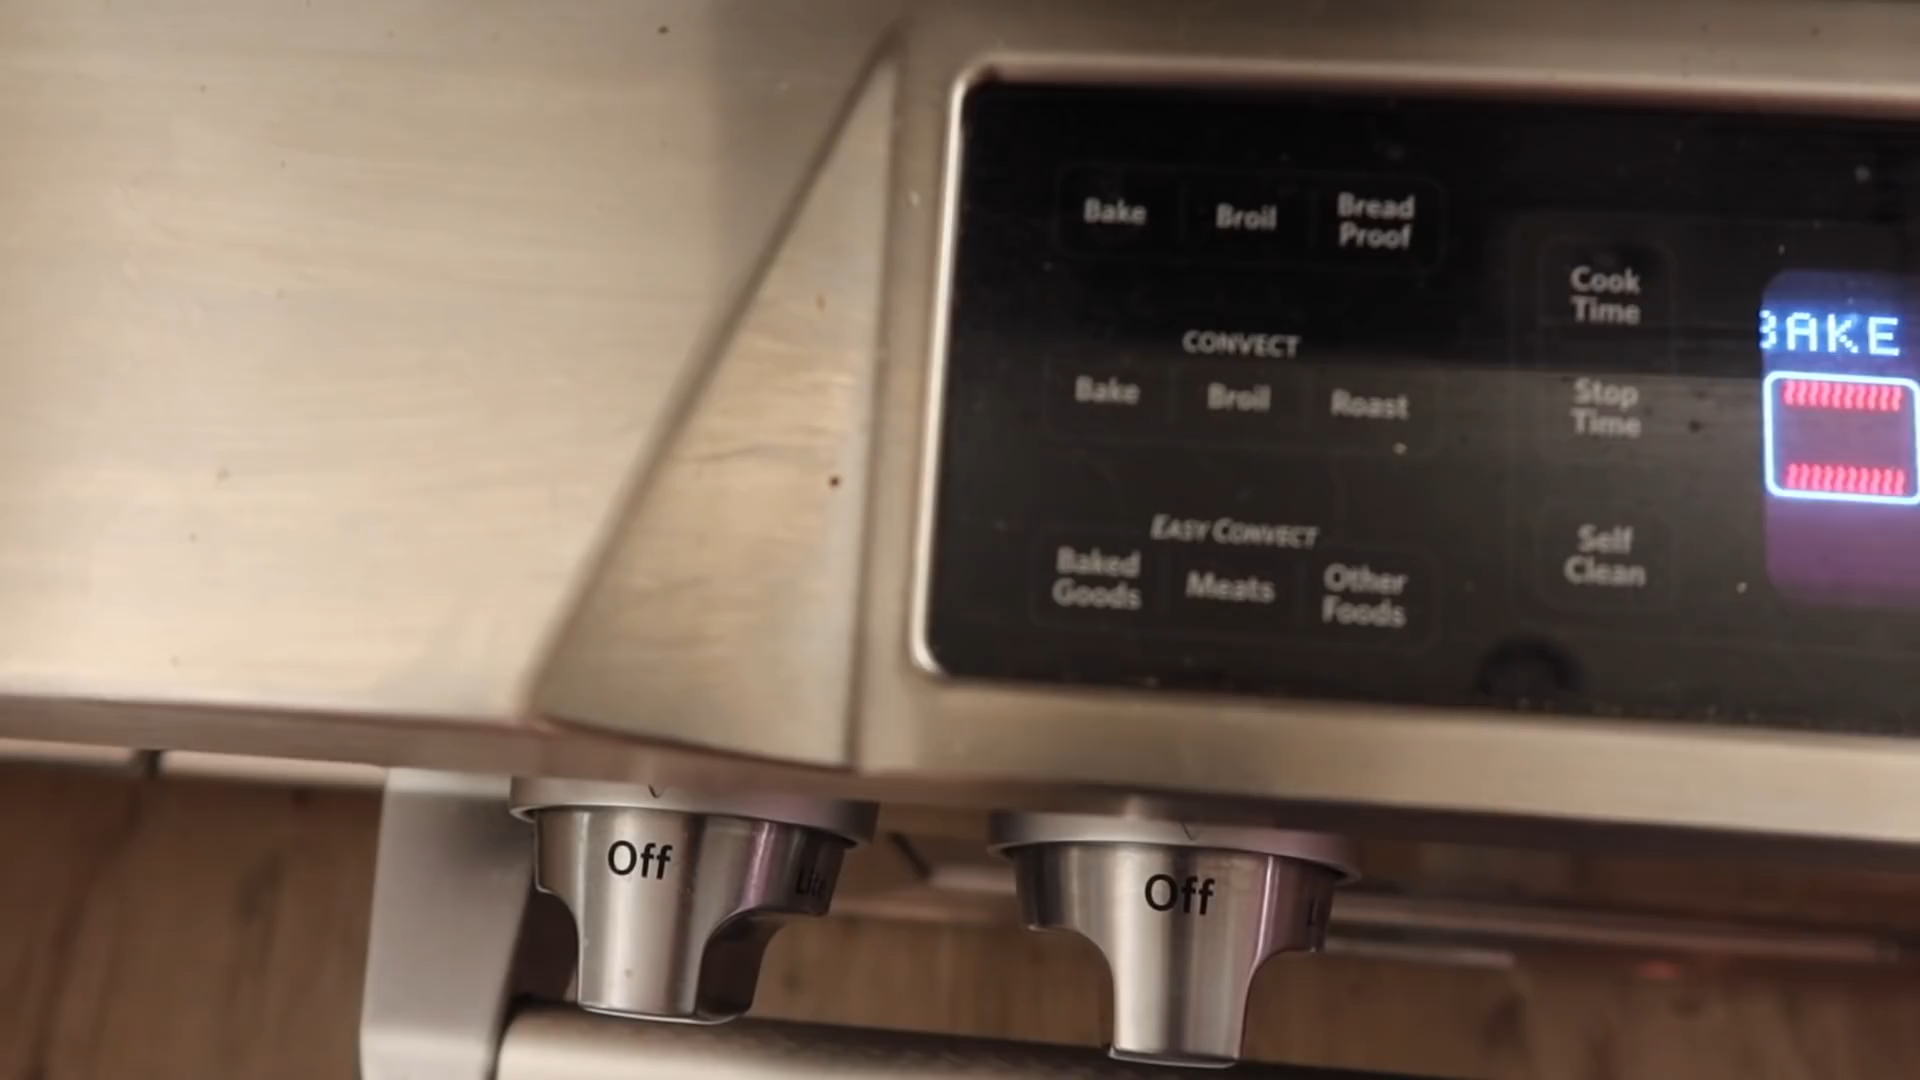 Bake Broil Bread Proof
Cook Time
BAKE
CONVECT
Bake Broil Roast
Stop Time
EASY CONVECT
Baked Goods Meats Other Foods
Self Clean
Off Lite
Off